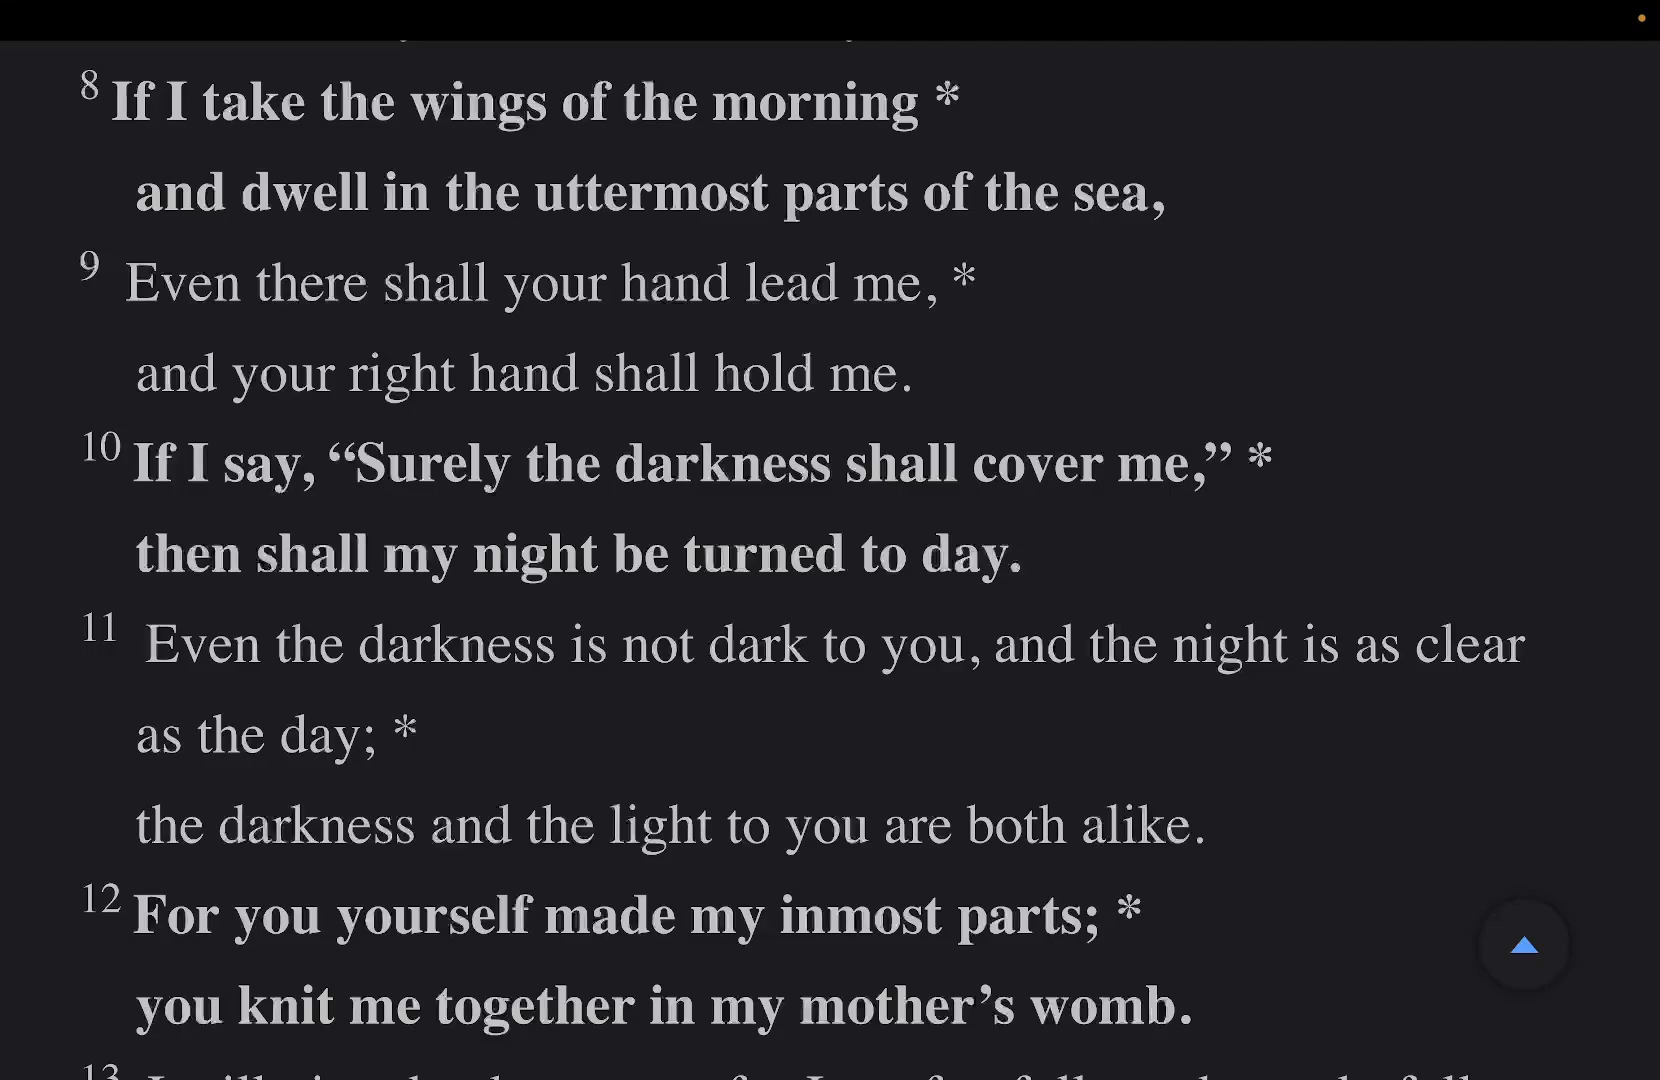 8 If I take the wings of the morning *
and dwell in the uttermost parts of the sea,
9 Even there shall your hand lead me, *
and your right hand shall hold me.
10 If I say, “Surely the darkness shall cover me,” *
then shall my night be turned to day.
11 Even the darkness is not dark to you, and the night is as clear
as the day; *
the darkness and the light to you are both alike.
12 For you yourself made my inmost parts; *
you knit me together in my mother’s womb.
13